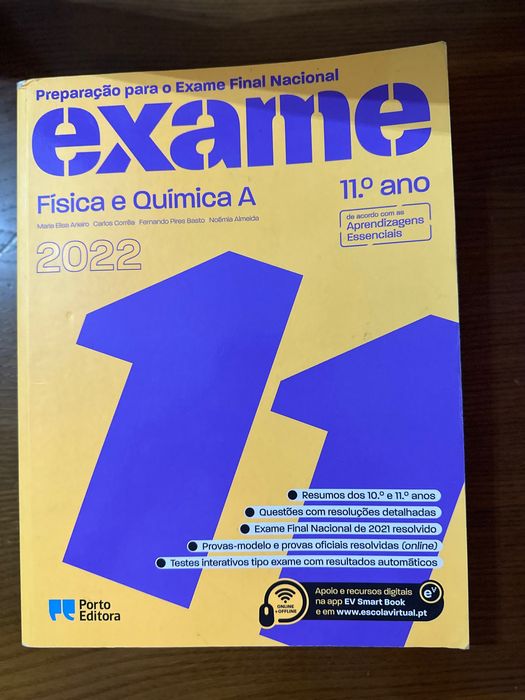 Preparação para o Exame Final Nacional
exame
Física e Química A
11.º ano
Maria Elisa Arieiro Carlos Corrêa Fernando Pires Basto Noémia Almeida
de acordo com as
Aprendizagens
Essenciais
2022
11
Resumos dos 10.º e 11.º anos
Questões com resoluções detalhadas
Exame Final Nacional de 2021 resolvido
Provas-modelo e provas oficiais resolvidas (online)
Testes interativos tipo exame com resultados automáticos
Porto
Editora
ONLINE
e OFFLINE
Apoio e recursos digitais
na app EV Smart Book
e em www.escolavirtual.pt
eV